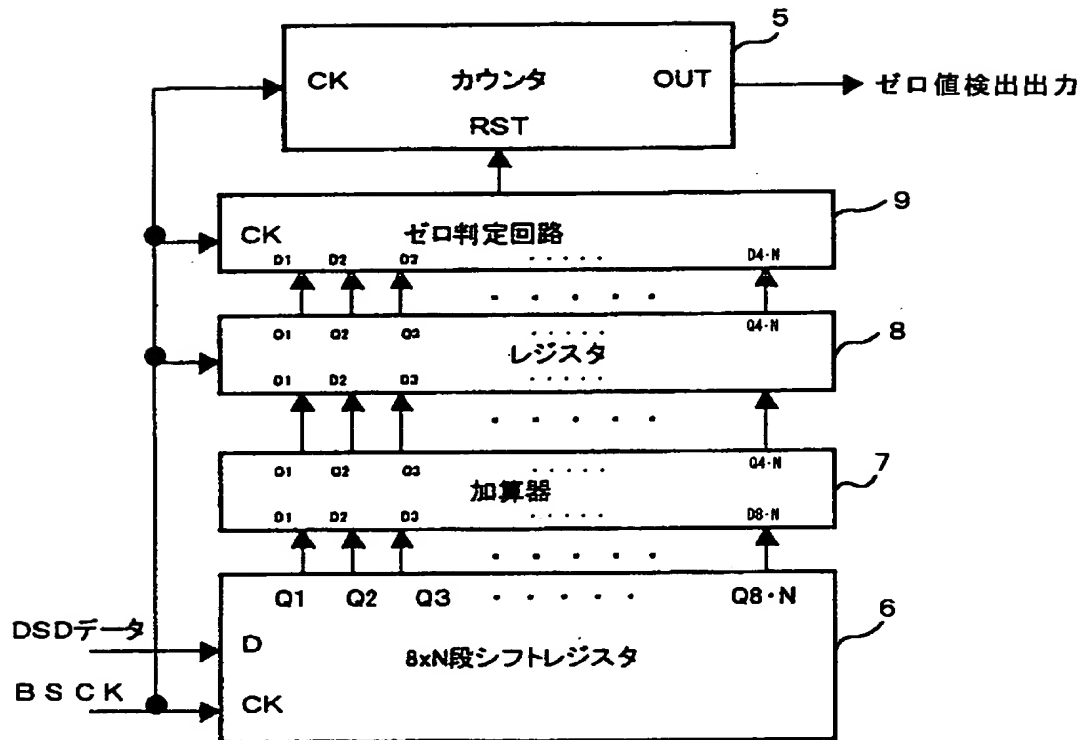 5
CK カウンタ OUT
RST
ゼロ値検出出力
9
CK ゼロ判定回路
D1 D2 D3 ・・・・・ D4・N
・・・・・
Q1 Q2 Q3 ・・・・・ Q4・N
8
レジスタ
D1 D2 D3 ・・・・・
・・・・・
Q1 Q2 Q3 ・・・・・ Q4・N
7
加算器
D1 D2 D3 ・・・・・ D8・N
・・・・・
Q1 Q2 Q3 ・・・・・ Q8・N
6
DSDデータ
D
8xN段シフトレジスタ
BSCK
CK